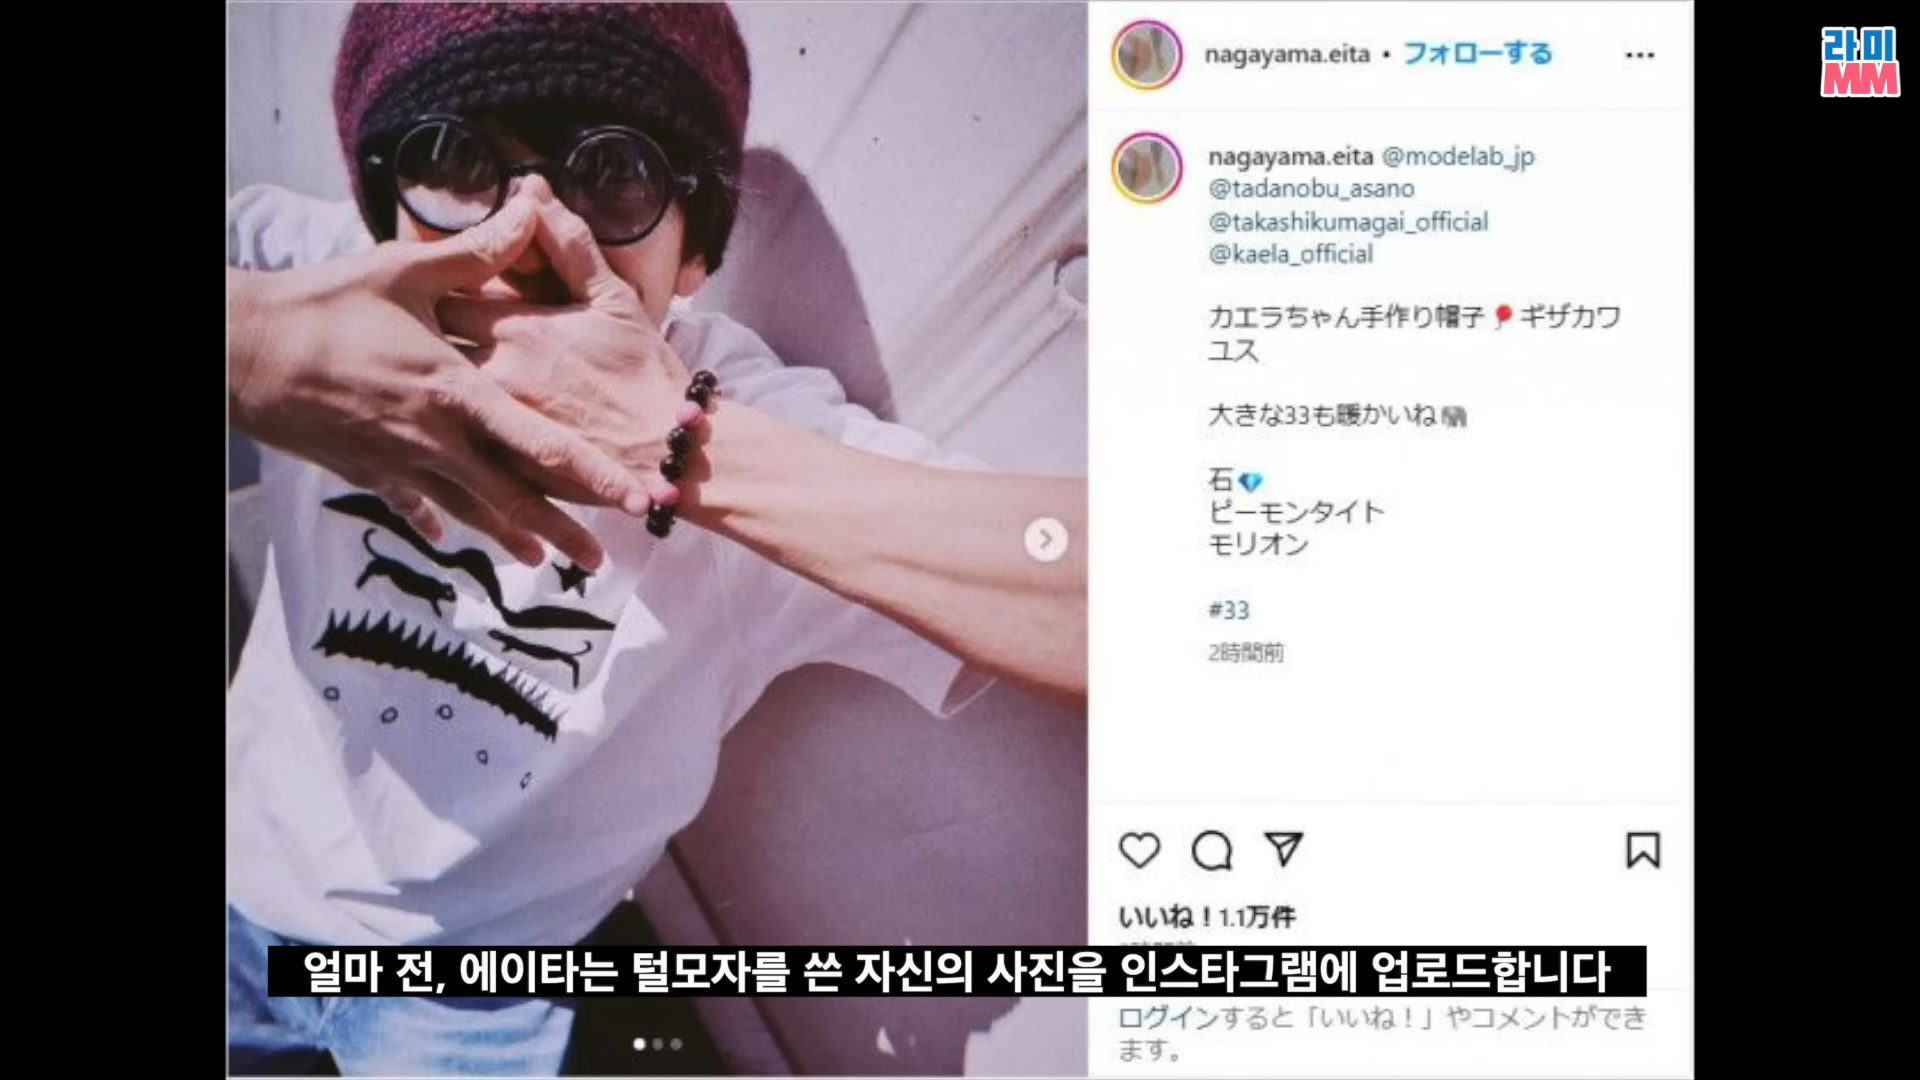 라미
MM
nagayama.eita • フォローする
nagayama.eita @modelab_jp
@tadanobu_asano
@takashikumagai_official
@kaela_official
カエラちゃん手作り帽子🎈ギザカワ
ユス
大きな33も暖かいね🐘
石💎
ピーモンタイト
モリオン
#33
2時間前
いいね！1.1万件
얼마 전, 에이타는 털모자를 쓴 자신의 사진을 인스타그램에 업로드합니다
ログインすると「いいね！」やコメントができ
ます。